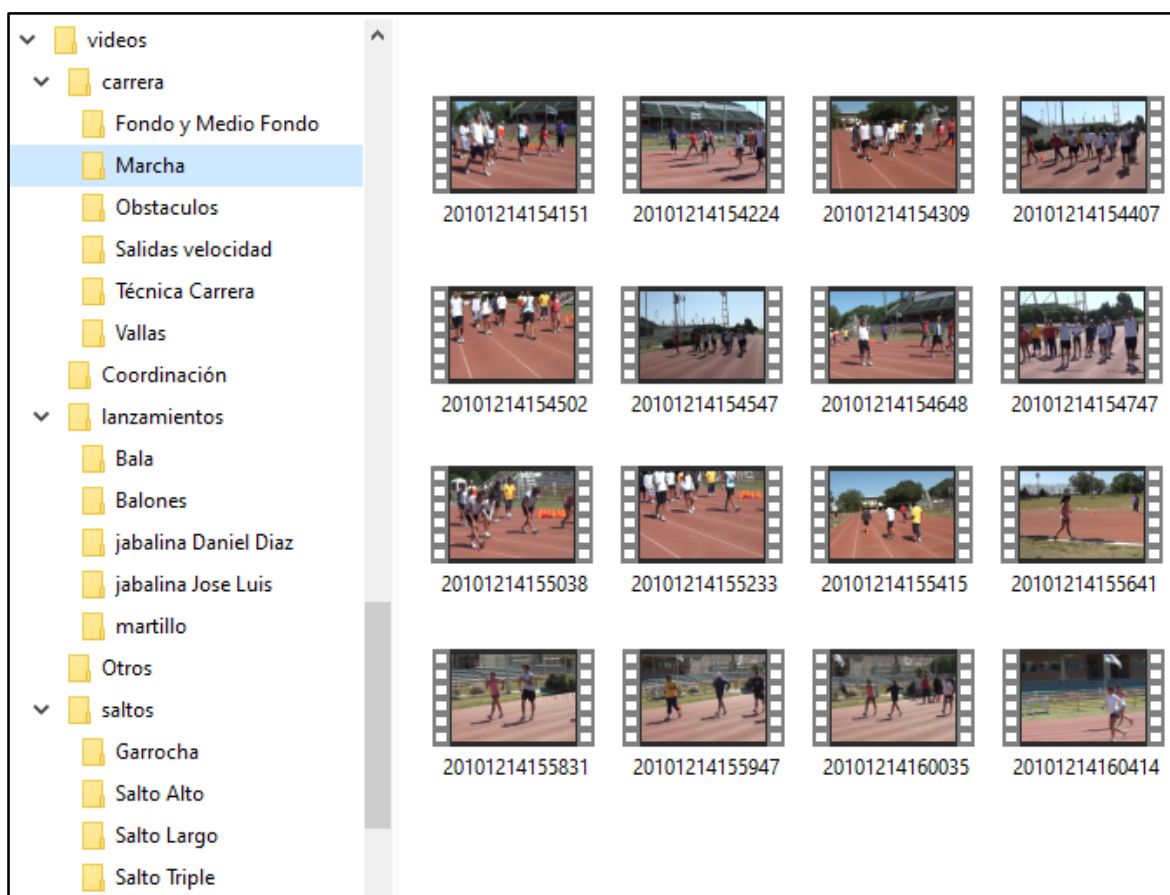 videos
carrera
Fondo y Medio Fondo
Marcha
Obstaculos
Salidas velocidad
Técnica Carrera
Vallas
Coordinación
lanzamientos
Bala
Balones
jabalina Daniel Diaz
jabalina Jose Luis
martillo
Otros
saltos
Garrocha
Salto Alto
Salto Largo
Salto Triple
20101214154151 20101214154224 20101214154309 20101214154407
20101214154502 20101214154547 20101214154648 20101214154747
20101214155038 20101214155233 20101214155415 20101214155641
20101214155831 20101214155947 20101214160035 20101214160414